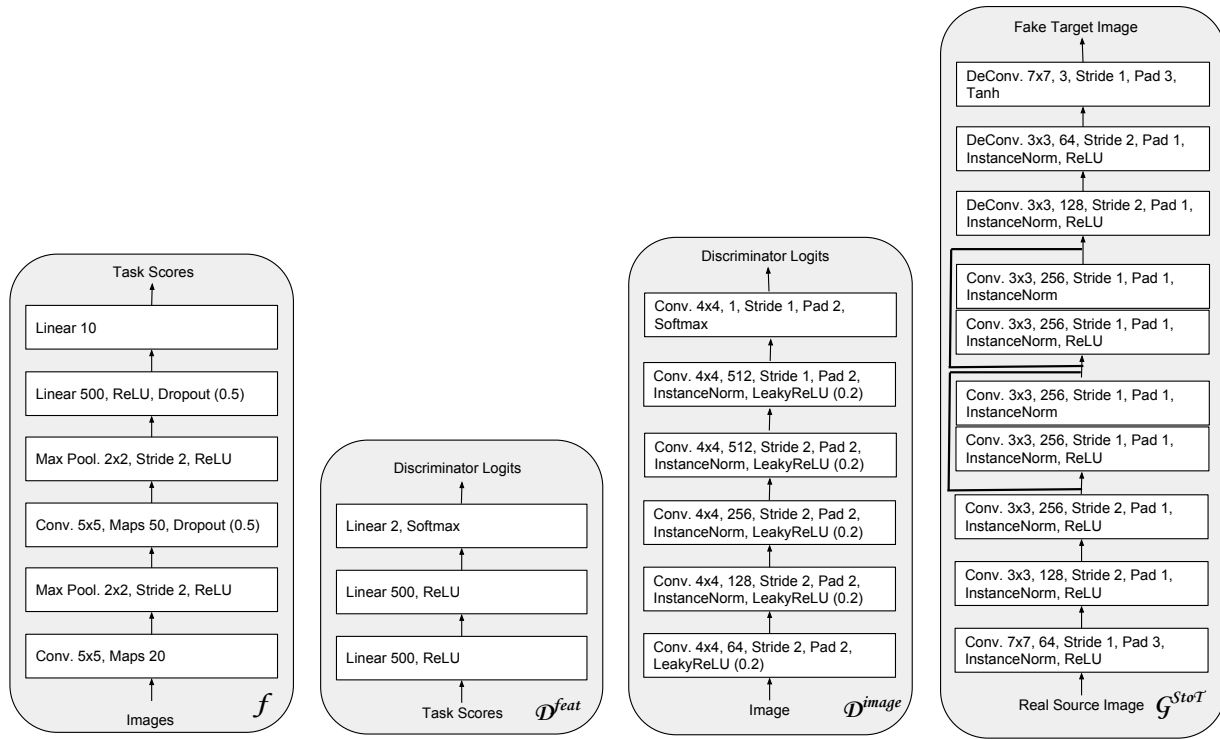 Task Scores
Linear 10
Linear 500, ReLU, Dropout (0.5)
Max Pool. 2x2, Stride 2, ReLU
Conv. 5x5, Maps 50, Dropout (0.5)
Max Pool. 2x2, Stride 2, ReLU
Conv. 5x5, Maps 20
Images
f
Discriminator Logits
Linear 2, Softmax
Linear 500, ReLU
Linear 500, ReLU
Task Scores
D^feat
Discriminator Logits
Conv. 4x4, 1, Stride 1, Pad 2,
Softmax
Conv. 4x4, 512, Stride 1, Pad 2,
InstanceNorm, LeakyReLU (0.2)
Conv. 4x4, 512, Stride 2, Pad 2,
InstanceNorm, LeakyReLU (0.2)
Conv. 4x4, 256, Stride 2, Pad 2,
InstanceNorm, LeakyReLU (0.2)
Conv. 4x4, 128, Stride 2, Pad 2,
InstanceNorm, LeakyReLU (0.2)
Conv. 4x4, 64, Stride 2, Pad 2,
LeakyReLU (0.2)
Image
D^image
Fake Target Image
DeConv. 7x7, 3, Stride 1, Pad 3,
Tanh
DeConv. 3x3, 64, Stride 2, Pad 1,
InstanceNorm, ReLU
DeConv. 3x3, 128, Stride 2, Pad 1,
InstanceNorm, ReLU
Conv. 3x3, 256, Stride 1, Pad 1,
InstanceNorm
Conv. 3x3, 256, Stride 1, Pad 1,
InstanceNorm, ReLU
Conv. 3x3, 256, Stride 1, Pad 1,
InstanceNorm
Conv. 3x3, 256, Stride 1, Pad 1,
InstanceNorm, ReLU
Conv. 3x3, 256, Stride 2, Pad 1,
InstanceNorm, ReLU
Conv. 3x3, 128, Stride 2, Pad 1,
InstanceNorm, ReLU
Conv. 7x7, 64, Stride 1, Pad 3,
InstanceNorm, ReLU
Real Source Image
G^StoT